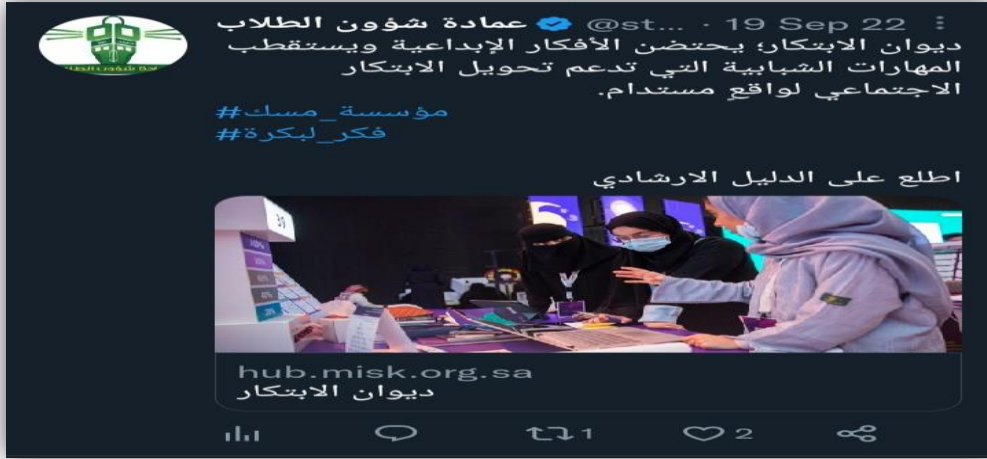 عمادة شؤون الطلاب @st... · 19 Sep 22
ديوان الابتكار؛ يحتضن الأفكار الإبداعية ويستقطب
المهارات الشبابية التي تدعم تحويل الابتكار
الاجتماعي لواقعٍ مستدام.
#مؤسسة_مسك
#فكر_لبكرة
اطلع على الدليل الارشادي
hub.misk.org.sa
ديوان الابتكار
1
2